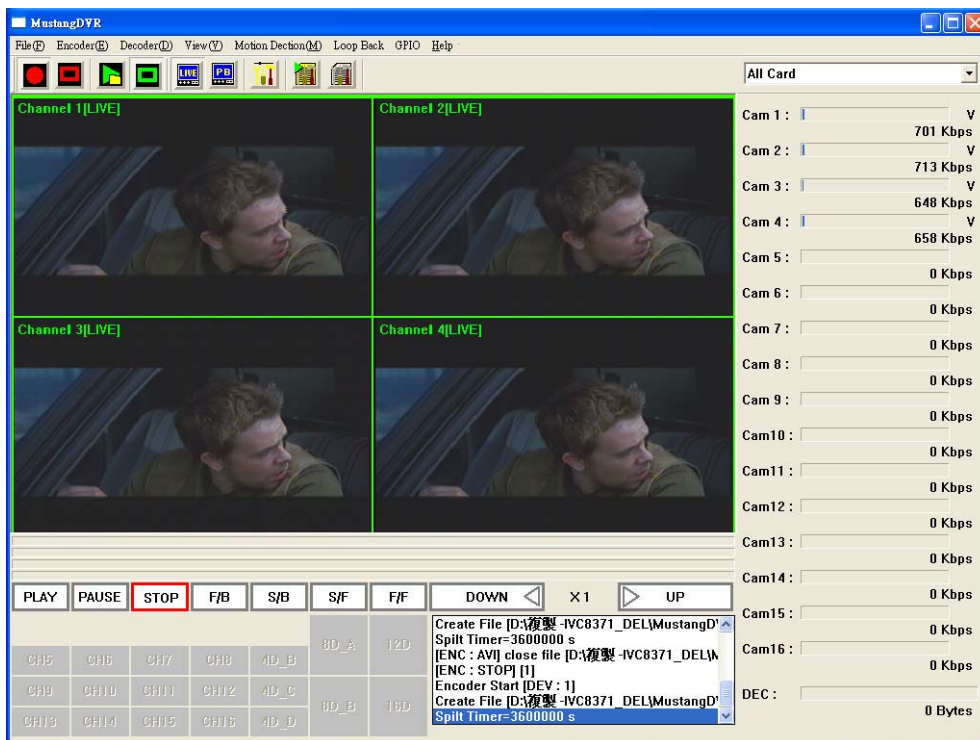 MustangDVR
File(F) Encoder(E) Decoder(D) View(V) Motion Dection(M) Loop Back GPIO Help
LIVE PB
All Card
Channel 1[LIVE]
Channel 2[LIVE]
Channel 3[LIVE]
Channel 4[LIVE]
Cam 1 : V
701 Kbps
Cam 2 : V
713 Kbps
Cam 3 : V
648 Kbps
Cam 4 : V
658 Kbps
Cam 5 :
0 Kbps
Cam 6 :
0 Kbps
Cam 7 :
0 Kbps
Cam 8 :
0 Kbps
Cam 9 :
0 Kbps
Cam10 :
0 Kbps
Cam11 :
0 Kbps
Cam12 :
0 Kbps
Cam13 :
0 Kbps
Cam14 :
0 Kbps
Cam15 :
0 Kbps
Cam16 :
0 Kbps
DEC :
0 Bytes
PLAY PAUSE STOP F/B S/B S/F F/F DOWN X 1 UP
CH5 CH6 CH7 CH8 4D_B 8D_A 12D
CH9 CH10 CH11 CH12 4D_C
CH13 CH14 CH15 CH16 4D_D 8D_B 16D
Create File [D:\複製 -IVC8371_DEL\MustangDV
Spilt Timer=3600000 s
[ENC : AVI] close file [D:\複製 -IVC8371_DEL\M
[ENC : STOP] [1]
Encoder Start [DEV : 1]
Create File [D:\複製 -IVC8371_DEL\MustangDV
Spilt Timer=3600000 s